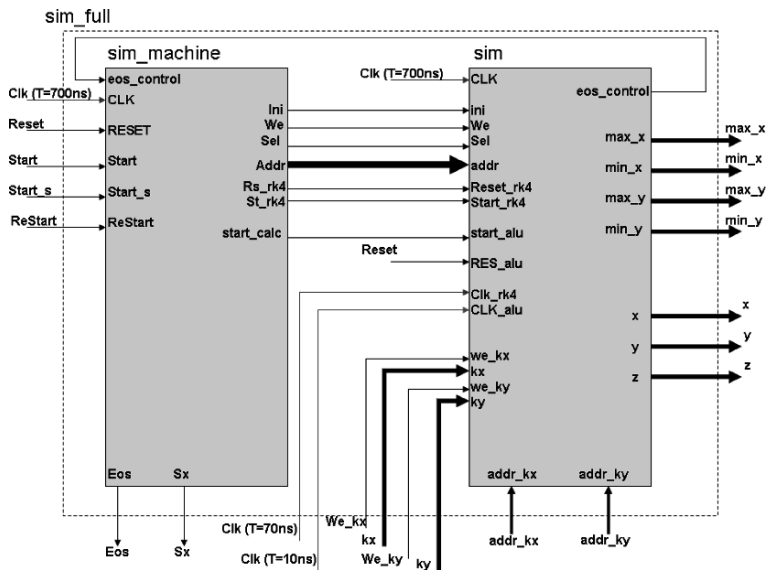 sim_full
sim_machine
sim
eos_control
Clk (T=700ns)
CLK
Reset
RESET
Start
Start
Start_s
Start_s
ReStart
ReStart
Ini
We
Sel
Addr
Rs_rk4
St_rk4
start_calc
Eos
Sx
Eos
Sx
Clk (T=700ns)
CLK
ini
We
Sel
addr
Reset_rk4
Start_rk4
start_alu
Reset
RES_alu
Clk_rk4
CLK_alu
we_kx
kx
we_ky
ky
eos_control
max_x
max_x
min_x
min_x
max_y
max_y
min_y
min_y
x
x
y
y
z
z
addr_kx
addr_ky
addr_kx
addr_ky
Clk (T=70ns)
Clk (T=10ns)
We_kx
kx
We_ky
ky